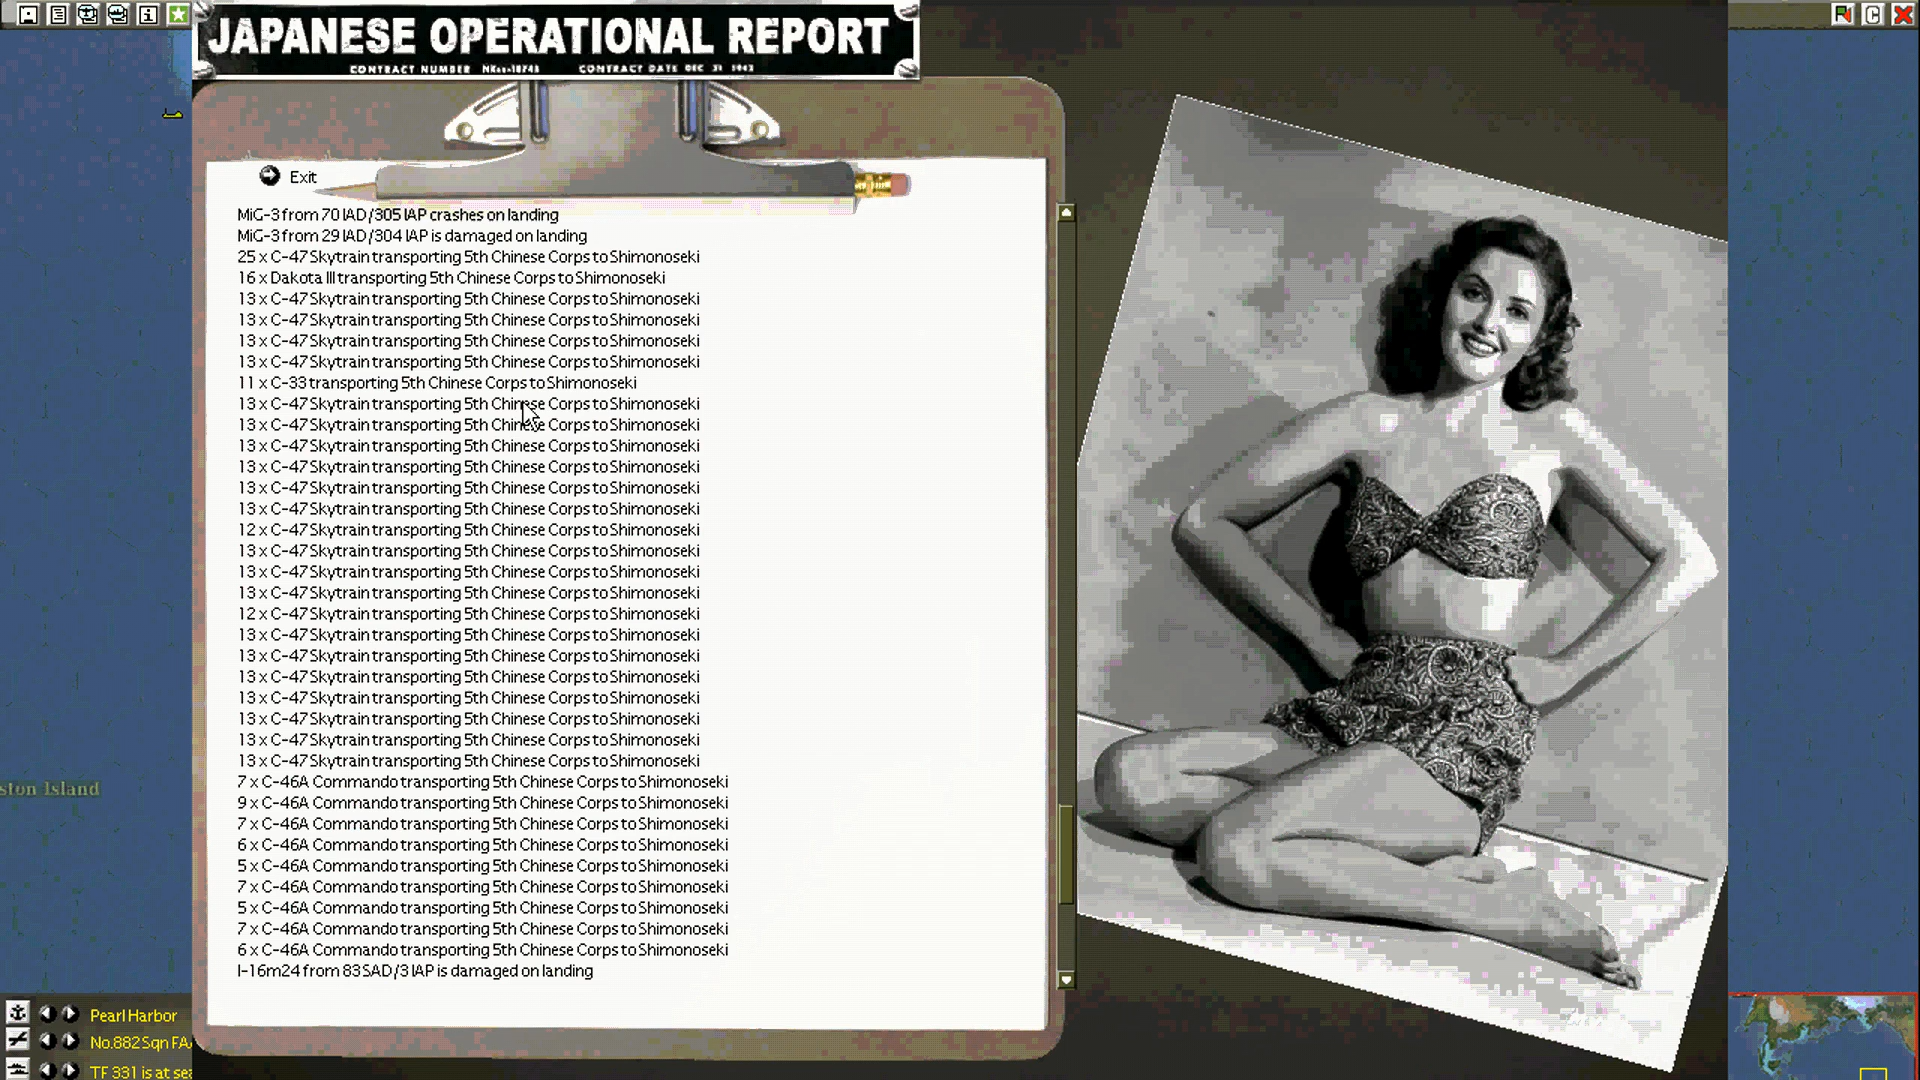 JAPANESE OPERATIONAL REPORT
CONTRACT NUMBER CONTRACT DATE DEC 31 1942
Exit
MiG-3 from 70 IAD/305 IAP crashes on landing
MiG-3 from 29 IAD/304 IAP is damaged on landing
25 x C-47 Skytrain transporting 5th Chinese Corps to Shimonoseki
16 x Dakota III transporting 5th Chinese Corps to Shimonoseki
13 x C-47 Skytrain transporting 5th Chinese Corps to Shimonoseki
13 x C-47 Skytrain transporting 5th Chinese Corps to Shimonoseki
13 x C-47 Skytrain transporting 5th Chinese Corps to Shimonoseki
13 x C-47 Skytrain transporting 5th Chinese Corps to Shimonoseki
11 x C-33 transporting 5th Chinese Corps to Shimonoseki
13 x C-47 Skytrain transporting 5th Chinese Corps to Shimonoseki
13 x C-47 Skytrain transporting 5th Chinese Corps to Shimonoseki
13 x C-47 Skytrain transporting 5th Chinese Corps to Shimonoseki
13 x C-47 Skytrain transporting 5th Chinese Corps to Shimonoseki
13 x C-47 Skytrain transporting 5th Chinese Corps to Shimonoseki
13 x C-47 Skytrain transporting 5th Chinese Corps to Shimonoseki
12 x C-47 Skytrain transporting 5th Chinese Corps to Shimonoseki
13 x C-47 Skytrain transporting 5th Chinese Corps to Shimonoseki
13 x C-47 Skytrain transporting 5th Chinese Corps to Shimonoseki
13 x C-47 Skytrain transporting 5th Chinese Corps to Shimonoseki
12 x C-47 Skytrain transporting 5th Chinese Corps to Shimonoseki
13 x C-47 Skytrain transporting 5th Chinese Corps to Shimonoseki
13 x C-47 Skytrain transporting 5th Chinese Corps to Shimonoseki
13 x C-47 Skytrain transporting 5th Chinese Corps to Shimonoseki
13 x C-47 Skytrain transporting 5th Chinese Corps to Shimonoseki
13 x C-47 Skytrain transporting 5th Chinese Corps to Shimonoseki
13 x C-47 Skytrain transporting 5th Chinese Corps to Shimonoseki
13 x C-47 Skytrain transporting 5th Chinese Corps to Shimonoseki
7 x C-46A Commando transporting 5th Chinese Corps to Shimonoseki
9 x C-46A Commando transporting 5th Chinese Corps to Shimonoseki
7 x C-46A Commando transporting 5th Chinese Corps to Shimonoseki
6 x C-46A Commando transporting 5th Chinese Corps to Shimonoseki
5 x C-46A Commando transporting 5th Chinese Corps to Shimonoseki
7 x C-46A Commando transporting 5th Chinese Corps to Shimonoseki
5 x C-46A Commando transporting 5th Chinese Corps to Shimonoseki
7 x C-46A Commando transporting 5th Chinese Corps to Shimonoseki
6 x C-46A Commando transporting 5th Chinese Corps to Shimonoseki
I-16m24 from 83 SAD/3 IAP is damaged on landing
ston Island
Pearl Harbor
No.882 Sqn FA
TF 331 is at sea